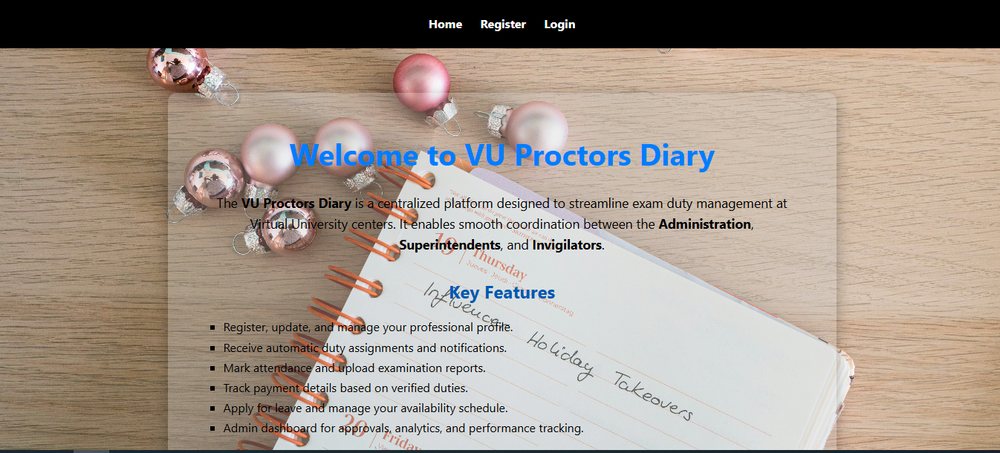 Home Register Login
Welcome to VU Proctors Diary
The VU Proctors Diary is a centralized platform designed to streamline exam duty management at
Virtual University centers. It enables smooth coordination between the Administration,
Superintendents, and Invigilators.
19
Thursday
Jueves · Jeudi ·
Donnerstag
Key Features
Influencer Holiday Takeovers
Register, update, and manage your professional profile.
Receive automatic duty assignments and notifications.
Mark attendance and upload examination reports.
Track payment details based on verified duties.
Apply for leave and manage your availability schedule.
Admin dashboard for approvals, analytics, and performance tracking.
20
Friday